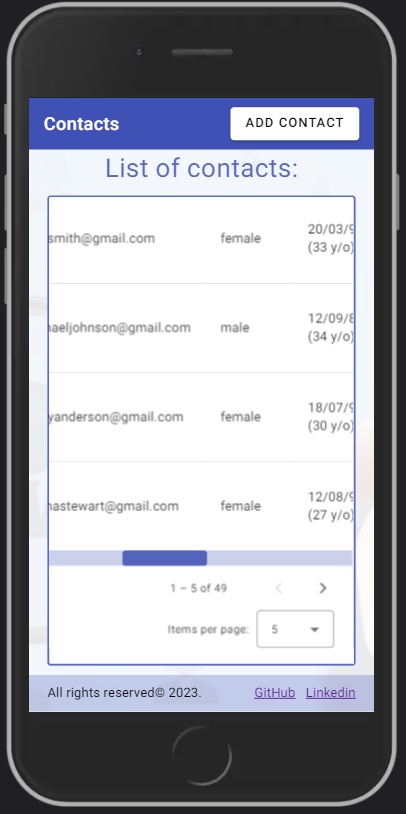 Contacts
ADD CONTACT
List of contacts:
smith@gmail.com female 20/03/9
(33 y/o)
aeljohnson@gmail.com male 12/09/8
(34 y/o)
yanderson@gmail.com female 18/07/9
(30 y/o)
nastewart@gmail.com female 12/08/9
(27 y/o)
1 – 5 of 49
Items per page: 5
All rights reserved© 2023. GitHub Linkedin